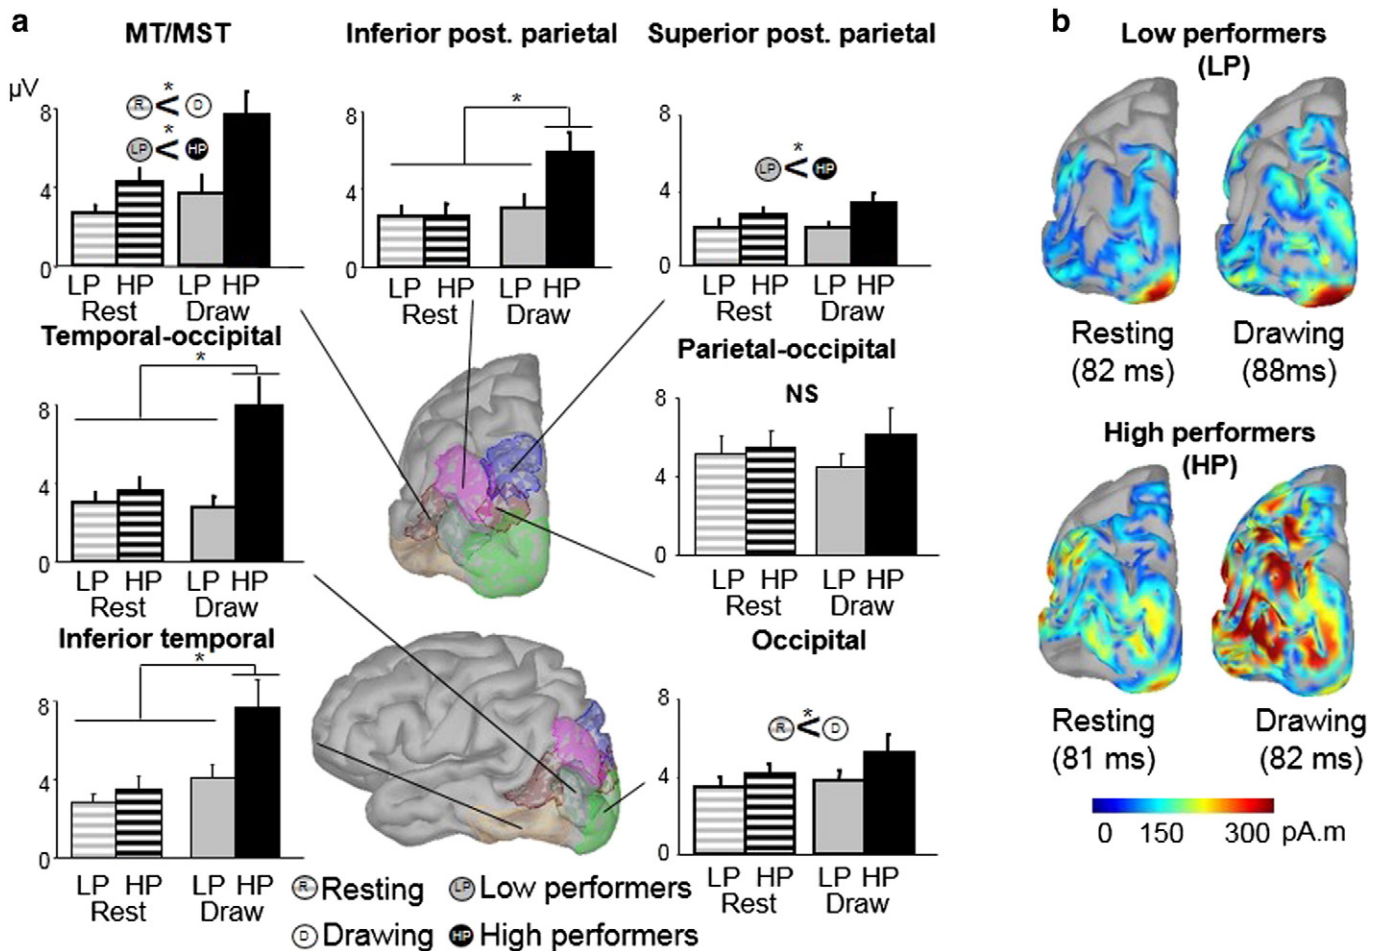 a
MT/MST
Inferior post. parietal
Superior post. parietal
µV
8
4
0
R < D
*
LP < HP
*
LP HP LP HP
Rest Draw
8
4
0
*
LP HP LP HP
Rest Draw
8
4
0
LP < HP
*
LP HP LP HP
Rest Draw
Temporal-occipital
*
8
4
0
LP HP LP HP
Rest Draw
Parietal-occipital
NS
8
4
0
LP HP LP HP
Rest Draw
Inferior temporal
*
8
4
0
LP HP LP HP
Rest Draw
Occipital
8
4
0
R < D
*
LP HP LP HP
Rest Draw
R Resting
LP Low performers
D Drawing
HP High performers
b
Low performers
(LP)
Resting
(82 ms)
Drawing
(88ms)
High performers
(HP)
Resting
(81 ms)
Drawing
(82 ms)
0 150 300 pA.m